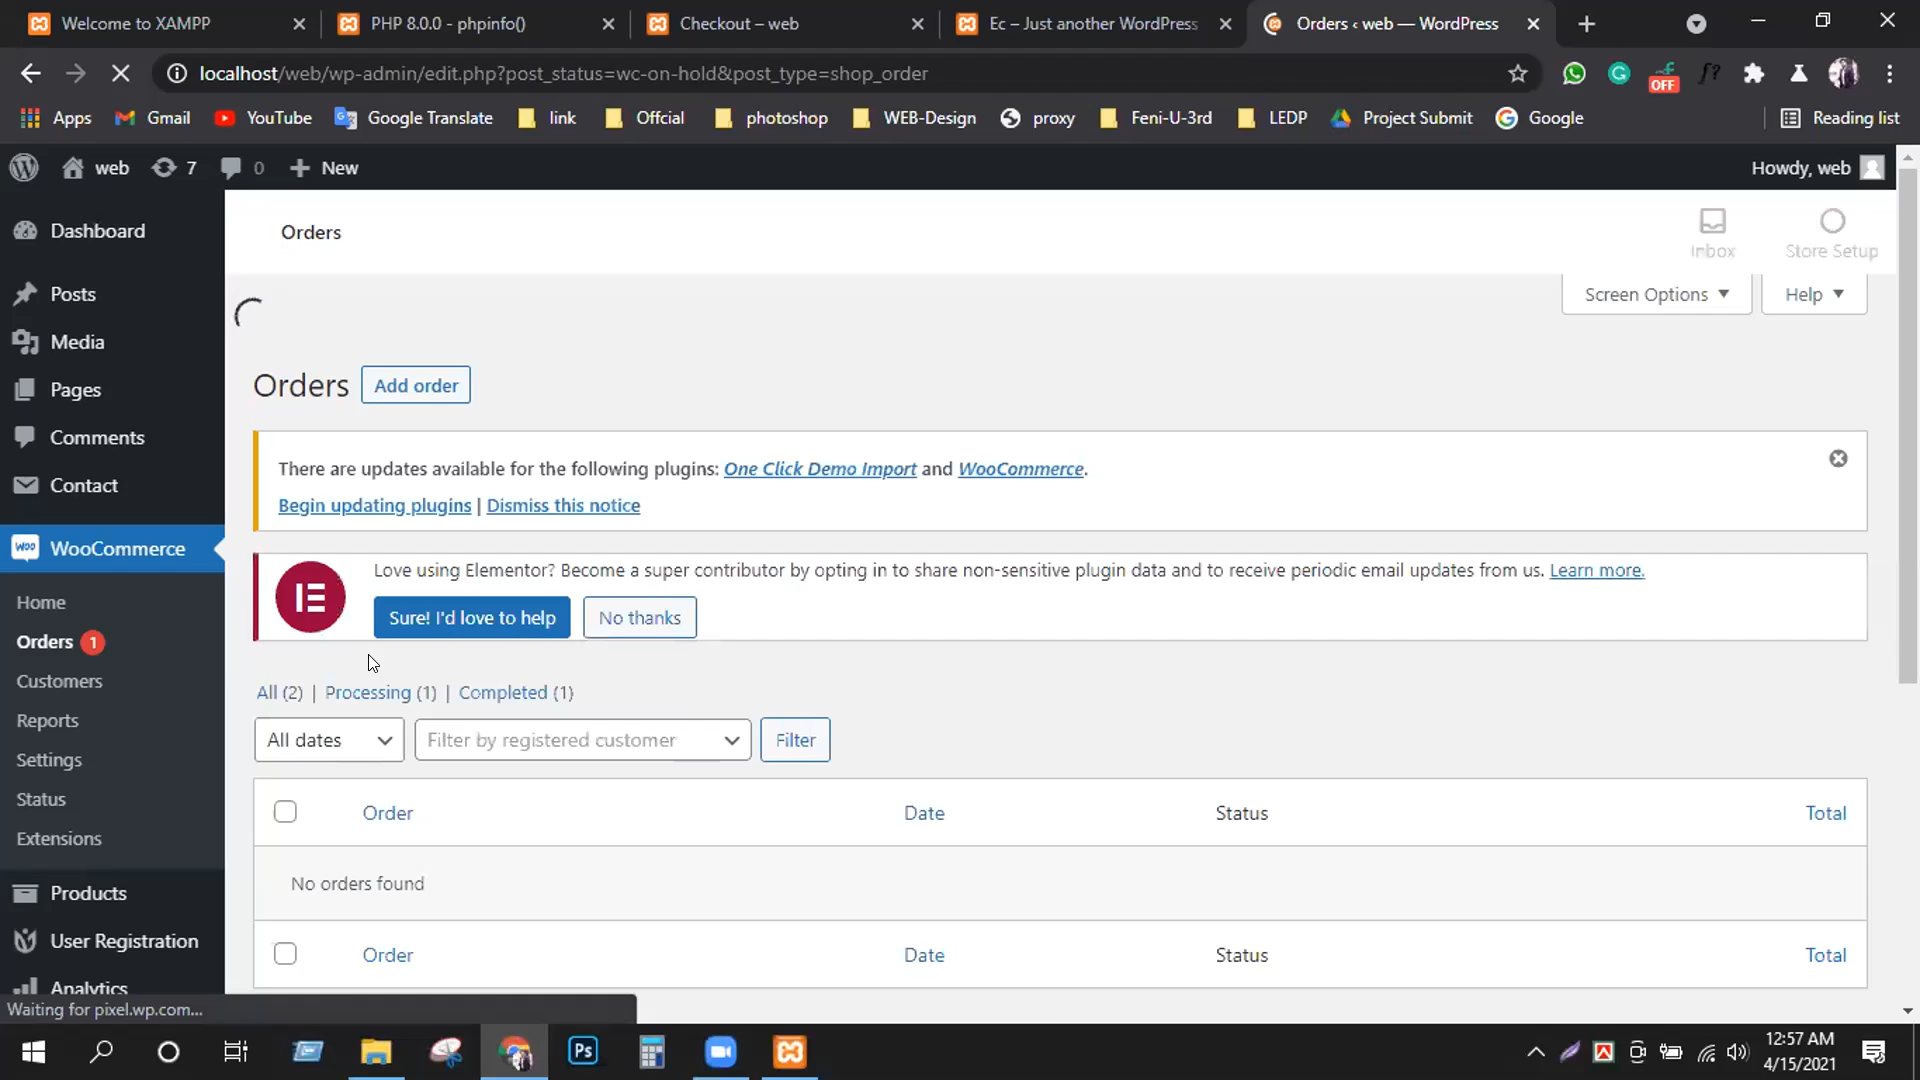 Welcome to XAMPP
PHP 8.0.0 - phpinfo()
Checkout – web
Ec – Just another WordPress
Orders ‹ web — WordPress
localhost/web/wp-admin/edit.php?post_status=wc-on-hold&post_type=shop_order
OFF
f?
Apps
Gmail
YouTube
Google Translate
link
Offcial
photoshop
WEB-Design
proxy
Feni-U-3rd
LEDP
Project Submit
Google
Reading list
web
7
0
New
Howdy, web
Dashboard
Posts
Media
Pages
Comments
Contact
WooCommerce
Home
Orders 1
Customers
Reports
Settings
Status
Extensions
Products
User Registration
Analytics
Orders
Inbox
Store Setup
Screen Options
Help
Orders
Add order
There are updates available for the following plugins: One Click Demo Import and WooCommerce.
Begin updating plugins | Dismiss this notice
Love using Elementor? Become a super contributor by opting in to share non-sensitive plugin data and to receive periodic email updates from us. Learn more.
Sure! I'd love to help
No thanks
All (2) | Processing (1) | Completed (1)
All dates
Filter by registered customer
Filter
Order Date Status Total
No orders found
Order Date Status Total
Waiting for pixel.wp.com...
Ps
12:57 AM
4/15/2021